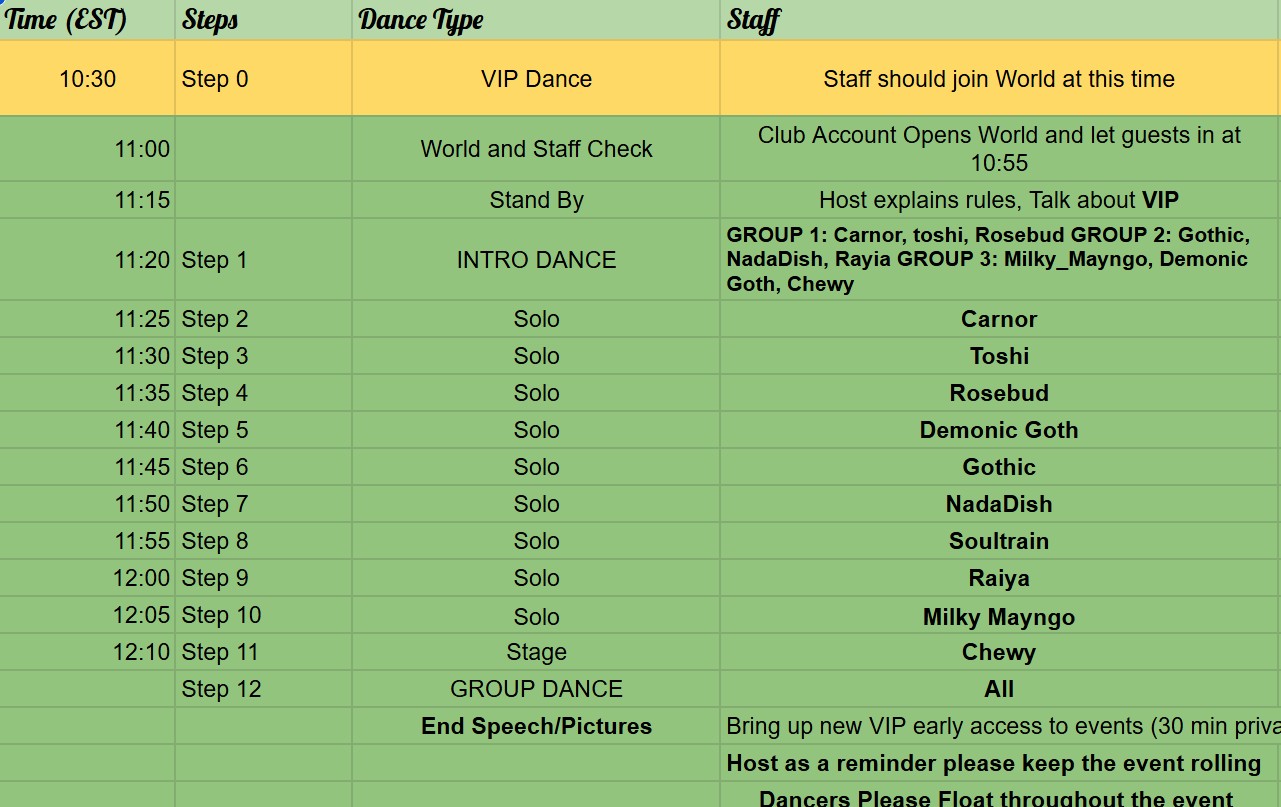 Time (EST) Steps Dance Type Staff
10:30 Step 0 VIP Dance Staff should join World at this time
11:00 World and Staff Check Club Account Opens World and let guests in at
10:55
11:15 Stand By Host explains rules, Talk about VIP
11:20 Step 1 INTRO DANCE GROUP 1: Carnor, toshi, Rosebud GROUP 2: Gothic,
NadaDish, Rayia GROUP 3: Milky_Mayngo, Demonic
Goth, Chewy
11:25 Step 2 Solo Carnor
11:30 Step 3 Solo Toshi
11:35 Step 4 Solo Rosebud
11:40 Step 5 Solo Demonic Goth
11:45 Step 6 Solo Gothic
11:50 Step 7 Solo NadaDish
11:55 Step 8 Solo Soultrain
12:00 Step 9 Solo Raiya
12:05 Step 10 Solo Milky Mayngo
12:10 Step 11 Stage Chewy
Step 12 GROUP DANCE All
End Speech/Pictures Bring up new VIP early access to events (30 min priva
Host as a reminder please keep the event rolling
Dancers Please Float throughout the event